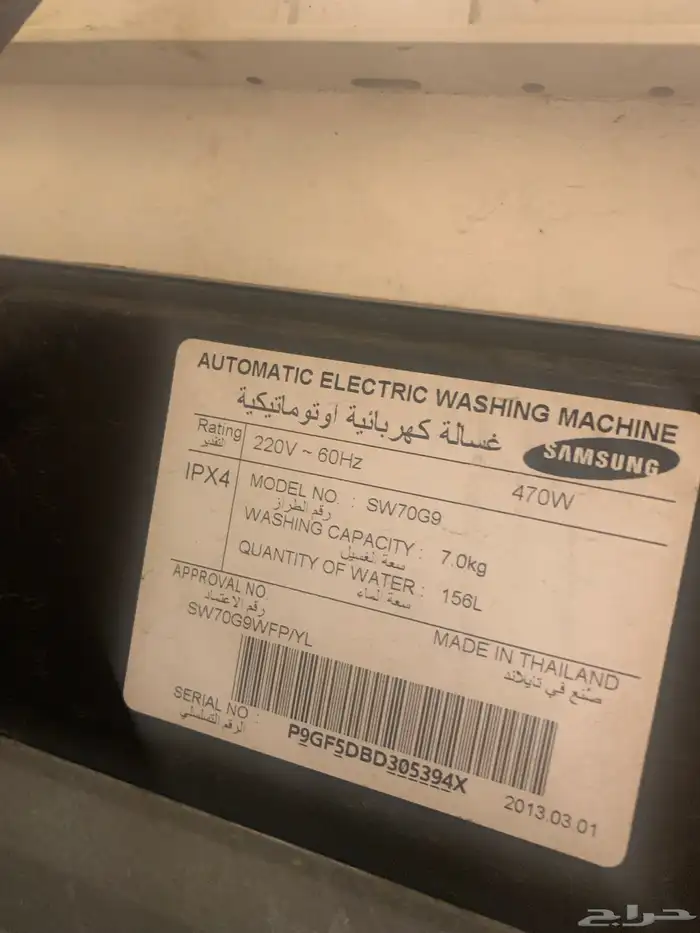 AUTOMATIC ELECTRIC WASHING MACHINE
غسالة كهربائية أوتوماتيكية
SAMSUNG
Rating
التقدير
220V ~ 60Hz
470W
IPX4
MODEL NO. : SW70G9
رقم الطراز
WASHING CAPACITY : 7.0kg
سعة الغسيل
QUANTITY OF WATER : 156L
سعة الماء
APPROVAL NO.
رقم الاعتماد
SW70G9WFP/YL
MADE IN THAILAND
صنع في تايلاند
SERIAL NO :
الرقم التسلسلي
P9GF5DBD305394X
2013.03.01
حراج